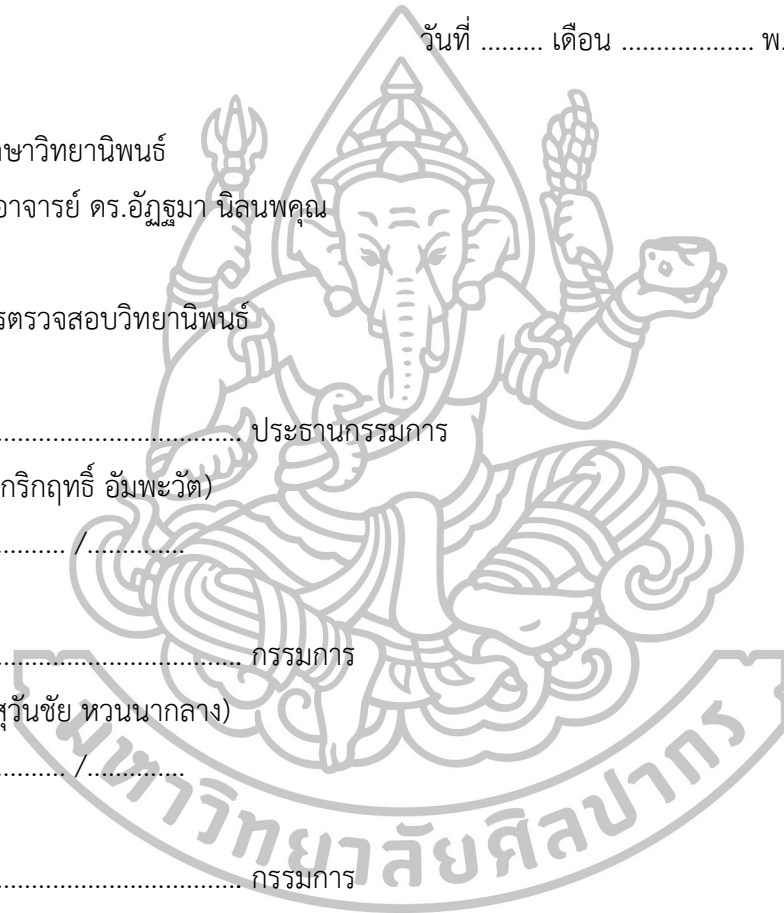 วันที่ ......... เดือน ................... พ.
ษาวิทยานิพนธ์
อาจารย์ ดร.อัฏฐมา นิลนพคุณ
รตรวจสอบวิทยานิพนธ์
.................................... ประธานกรรมการ
กริกฤทธิ์ อัมพะวัต)
.......... /..............
.................................... กรรมการ
สุวันชัย หวนนากลาง)
.......... /..............
มหาวิทยาลัยศิลปากร
.................................... กรรมการ